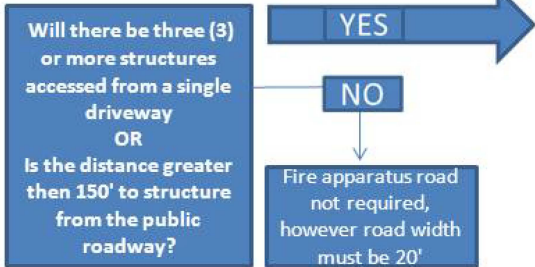 Will there be three (3)
or more structures
accessed from a single
driveway
OR
Is the distance greater
then 150' to structure
from the public
roadway?
YES
NO
Fire apparatus road
not required,
however road width
must be 20'